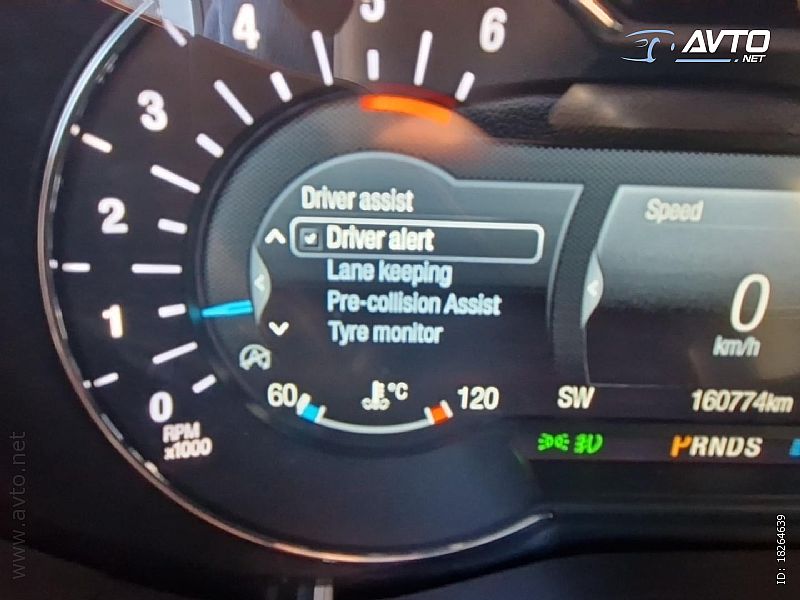 4
5
6
3
2
1
0
RPM
x1000
AVTO
.NET
Driver assist
Driver alert
Lane keeping
Pre-collision Assist
Tyre monitor
Speed
0
km/h
60
°C
120
SW
160774km
PRNDS
www.avto.net
ID: 18264639